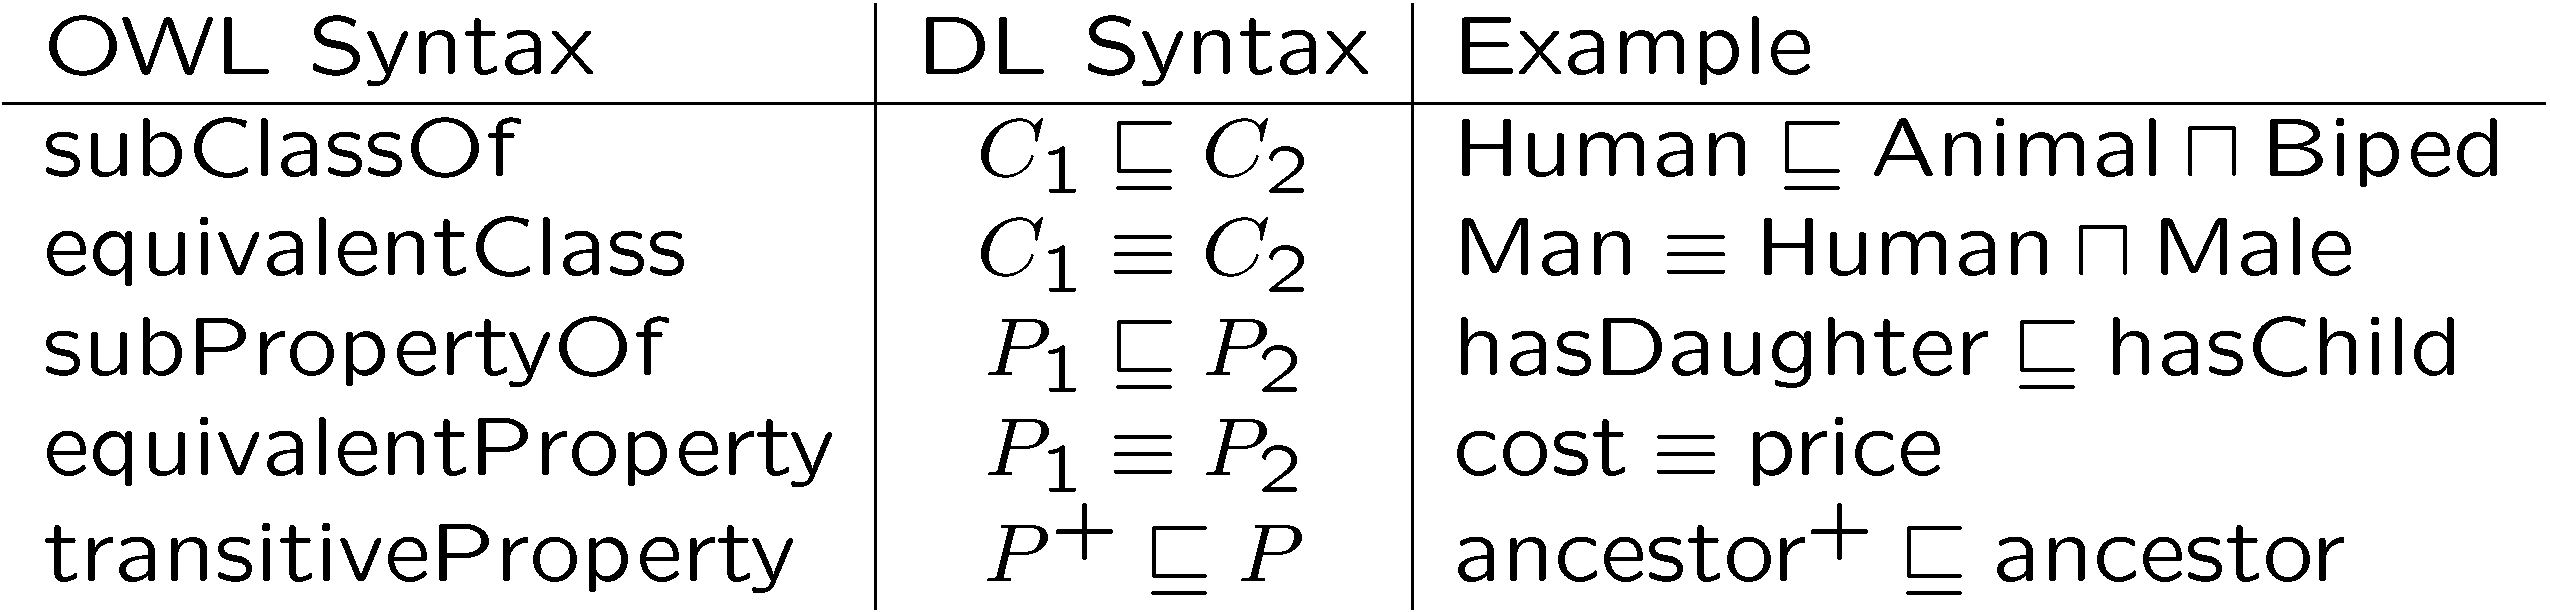 OWL Syntax DL Syntax Example
subClassOf C₁ ⊑ C₂ Human ⊑ Animal ⊓ Biped
equivalentClass C₁ ≡ C₂ Man ≡ Human ⊓ Male
subPropertyOf P₁ ⊑ P₂ hasDaughter ⊑ hasChild
equivalentProperty P₁ ≡ P₂ cost ≡ price
transitiveProperty P⁺ ⊑ P ancestor⁺ ⊑ ancestor